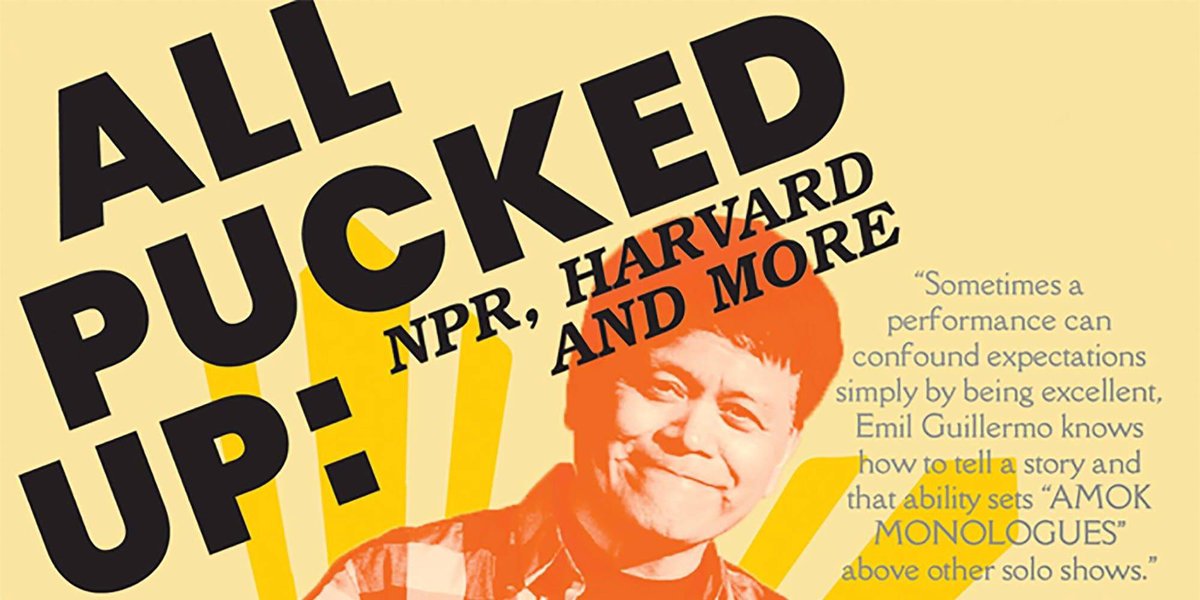 ALL
PUCKED
UP:
NPR, HARVARD
AND MORE
“Sometimes a
performance can
confound expectations
simply by being excellent,
Emil Guillermo knows
how to tell a story and
that ability sets “AMOK
MONOLOGUES”
above other solo shows.”